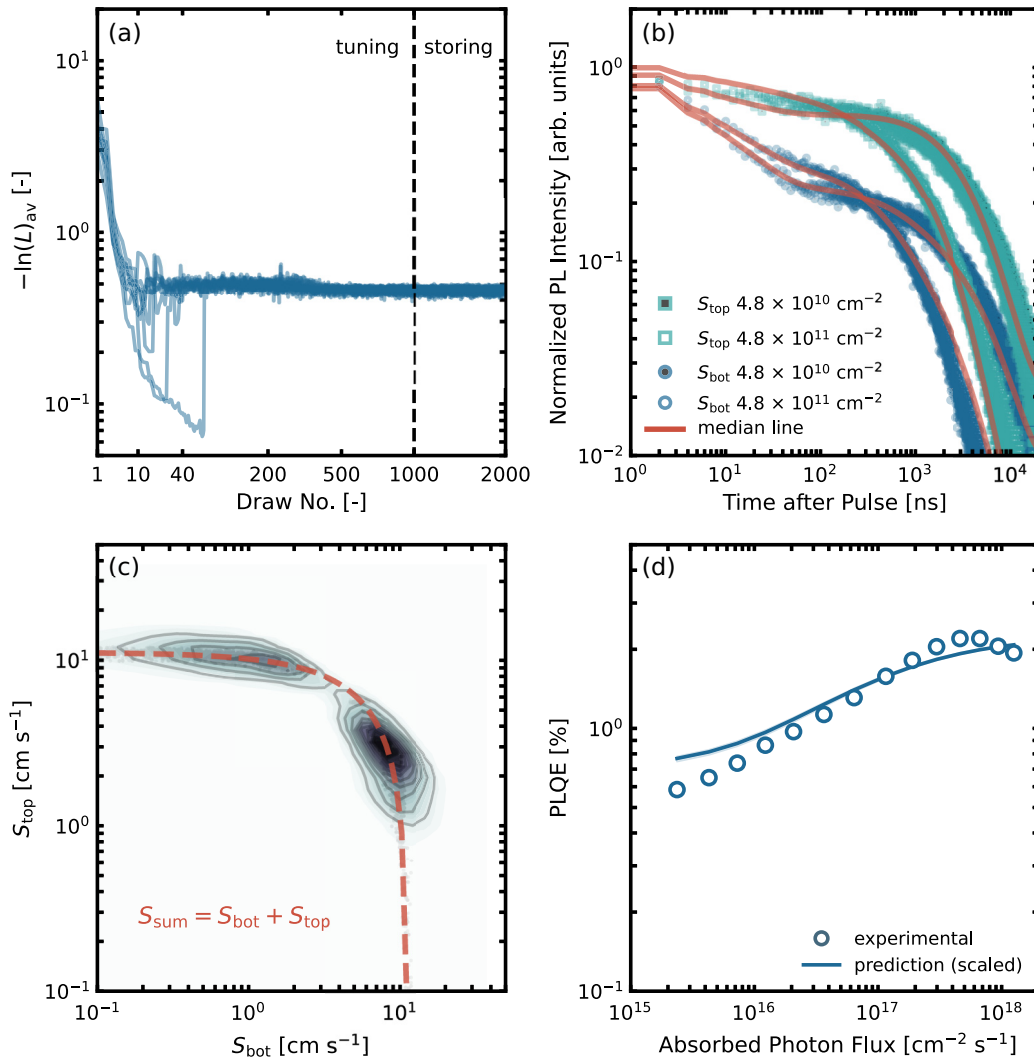 (a)
tuning
storing
10¹
10⁰
10⁻¹
−ln(L)av [-]
1
10
40
200
500
1000
2000
Draw No. [-]
(b)
10⁰
10⁻¹
10⁻²
Normalized PL Intensity [arb. units]
Stop 4.8 × 10¹⁰ cm⁻²
Stop 4.8 × 10¹¹ cm⁻²
Sbot 4.8 × 10¹⁰ cm⁻²
Sbot 4.8 × 10¹¹ cm⁻²
median line
10⁰
10¹
10²
10³
10⁴
Time after Pulse [ns]
(c)
10¹
10⁰
10⁻¹
Stop [cm s⁻¹]
Ssum = Sbot + Stop
10⁻¹
10⁰
10¹
Sbot [cm s⁻¹]
(d)
10⁰
10⁻¹
PLQE [%]
experimental
prediction (scaled)
10¹⁵
10¹⁶
10¹⁷
10¹⁸
Absorbed Photon Flux [cm⁻² s⁻¹]